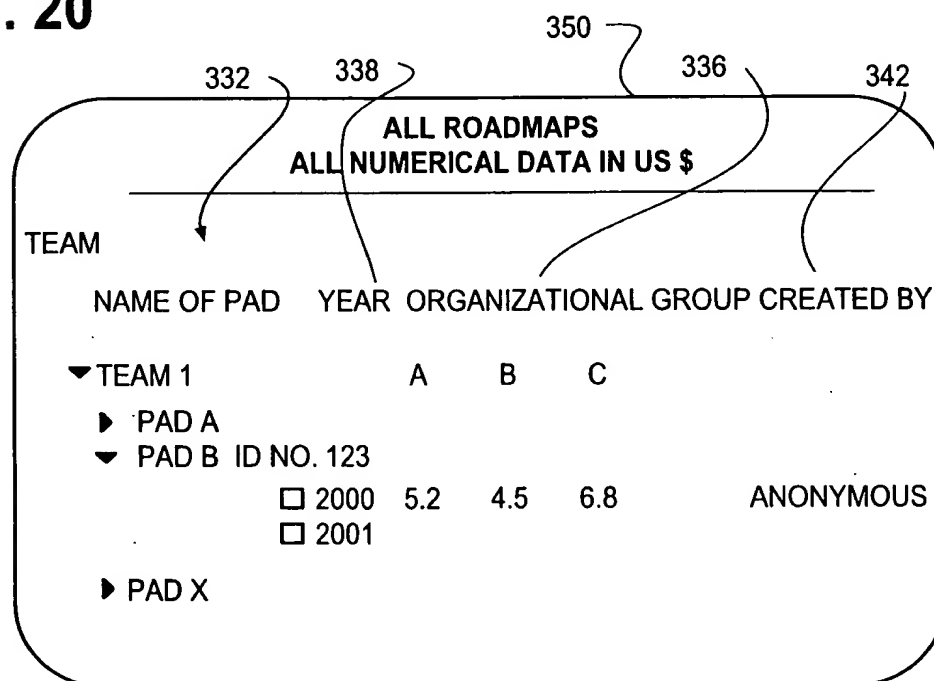 . 20
350
332 338 336 342
ALL ROADMAPS
ALL NUMERICAL DATA IN US $
TEAM
NAME OF PAD YEAR ORGANIZATIONAL GROUP CREATED BY
TEAM 1 A B C
PAD A
PAD B ID NO. 123
2000 5.2 4.5 6.8 ANONYMOUS
2001
PAD X